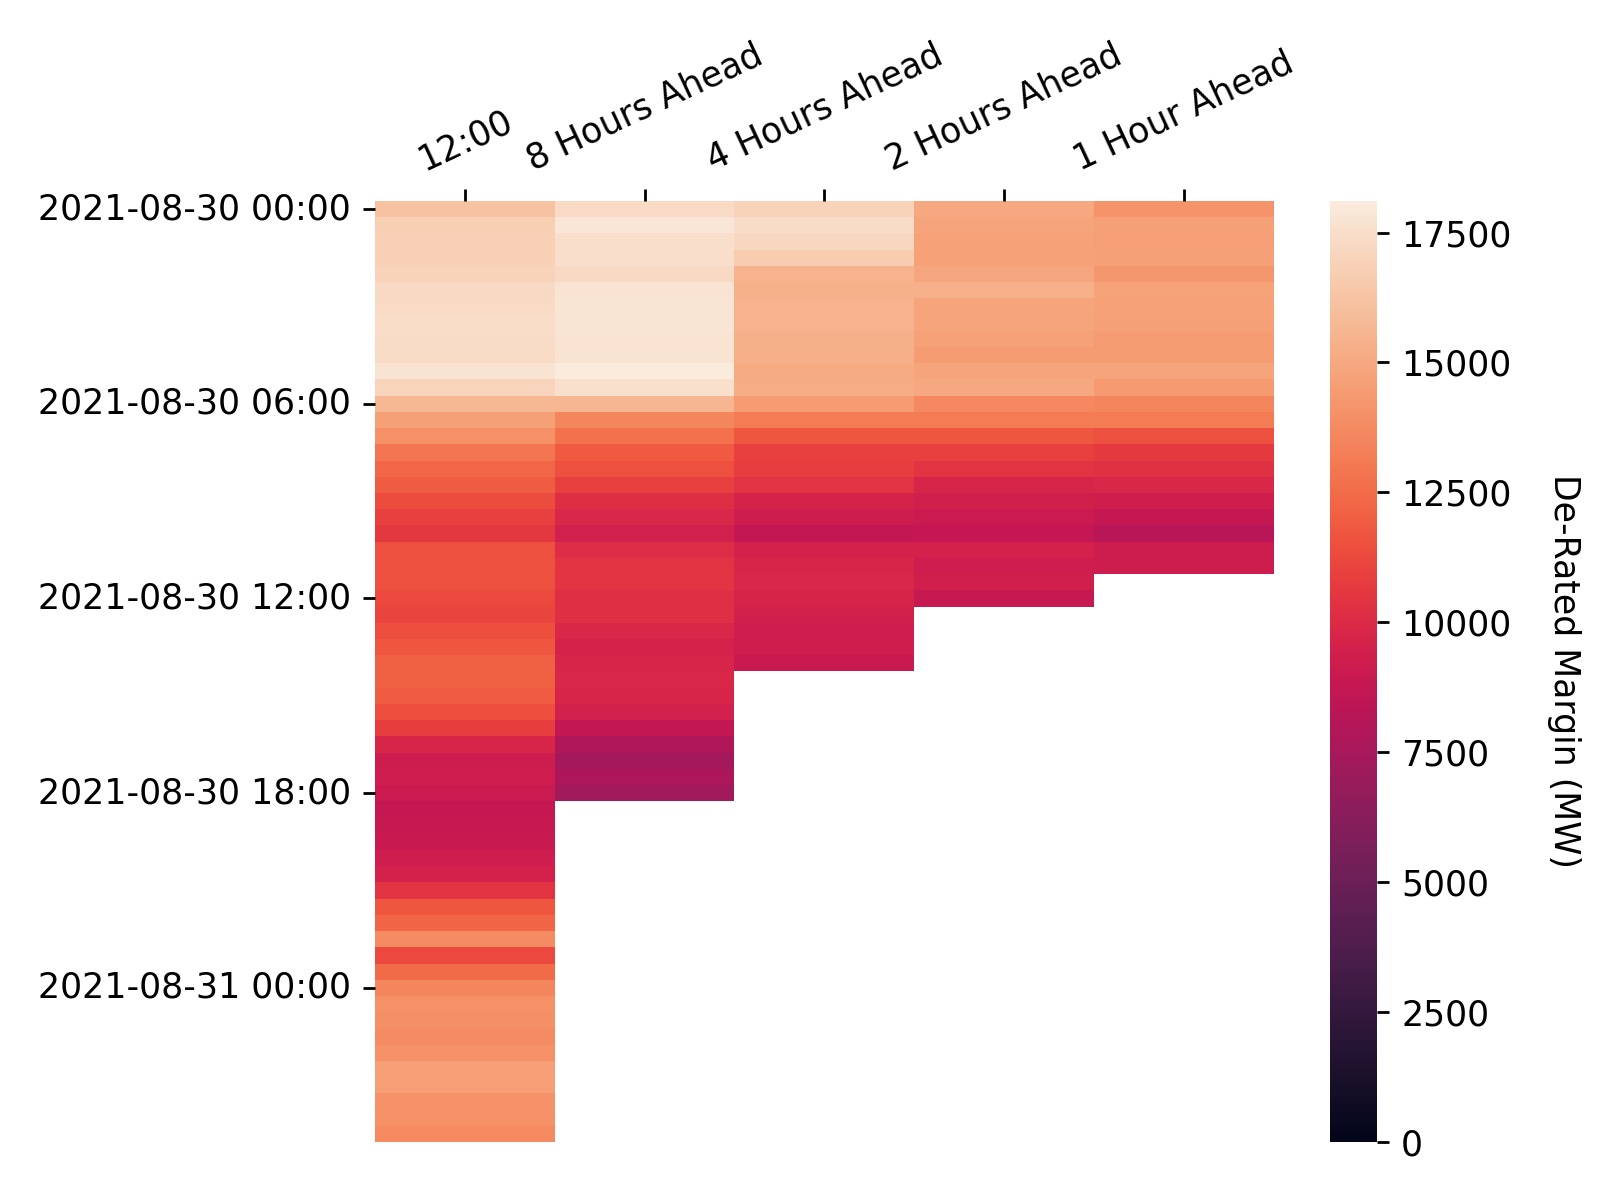 12:00
8 Hours Ahead
4 Hours Ahead
2 Hours Ahead
1 Hour Ahead
2021-08-30 00:00
2021-08-30 06:00
2021-08-30 12:00
2021-08-30 18:00
2021-08-31 00:00
17500
15000
12500
10000
7500
5000
2500
0
De-Rated Margin (MW)